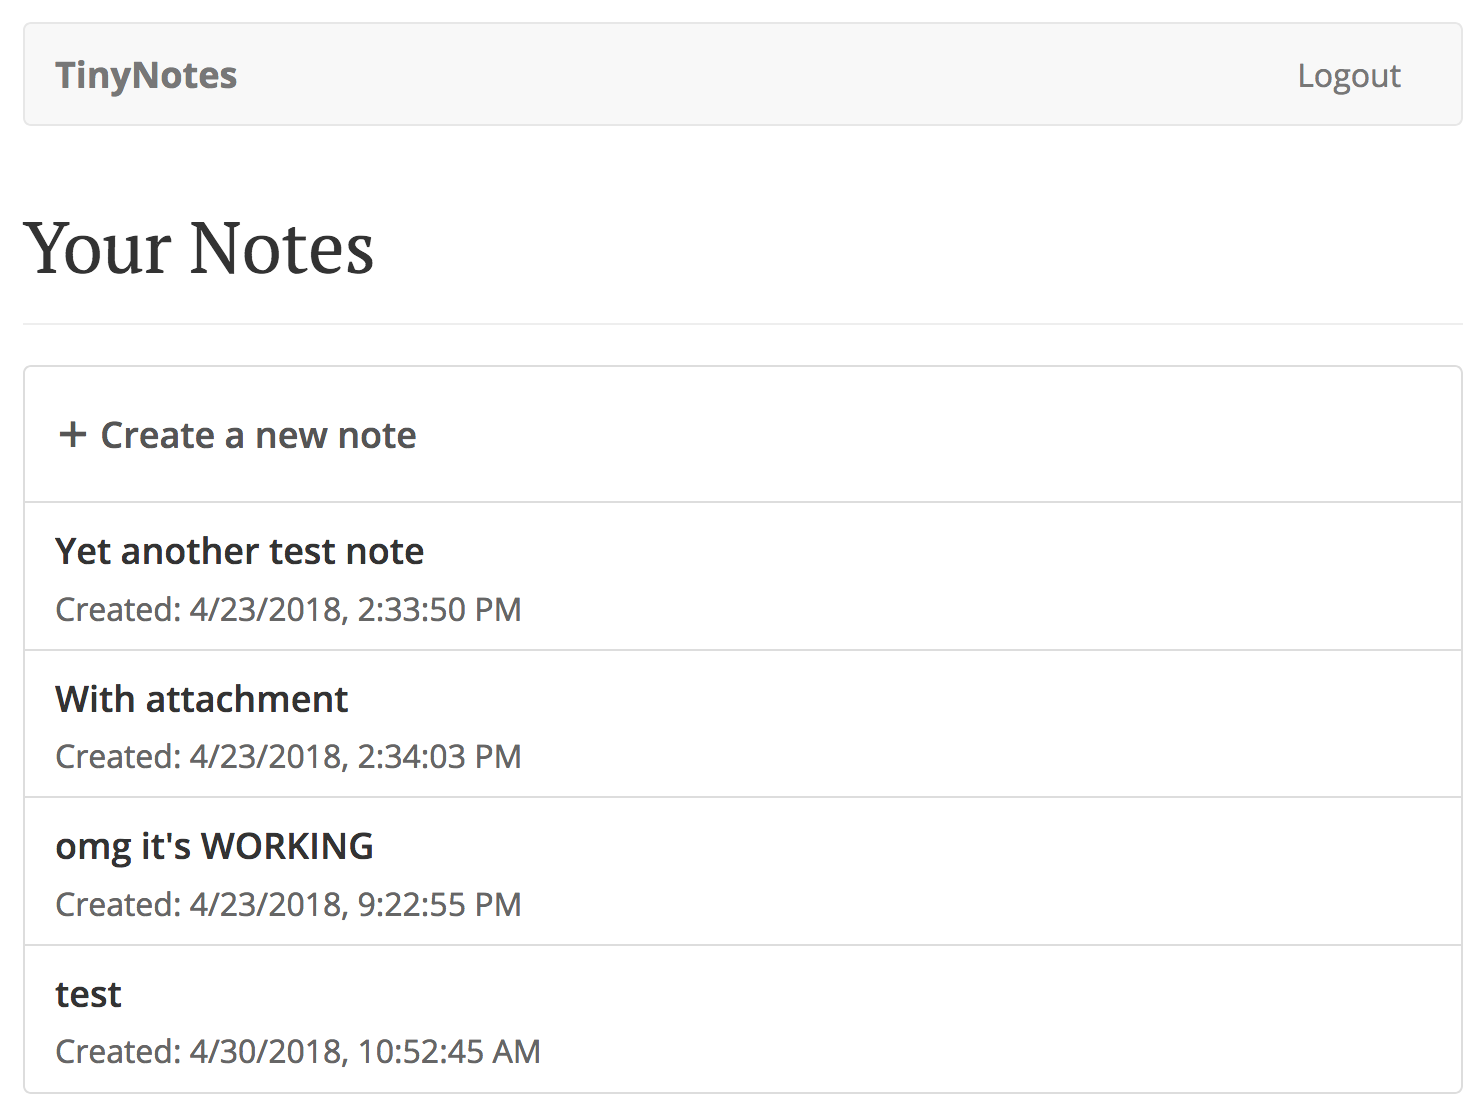 TinyNotes Logout
Your Notes
+ Create a new note
Yet another test note
Created: 4/23/2018, 2:33:50 PM
With attachment
Created: 4/23/2018, 2:34:03 PM
omg it's WORKING
Created: 4/23/2018, 9:22:55 PM
test
Created: 4/30/2018, 10:52:45 AM